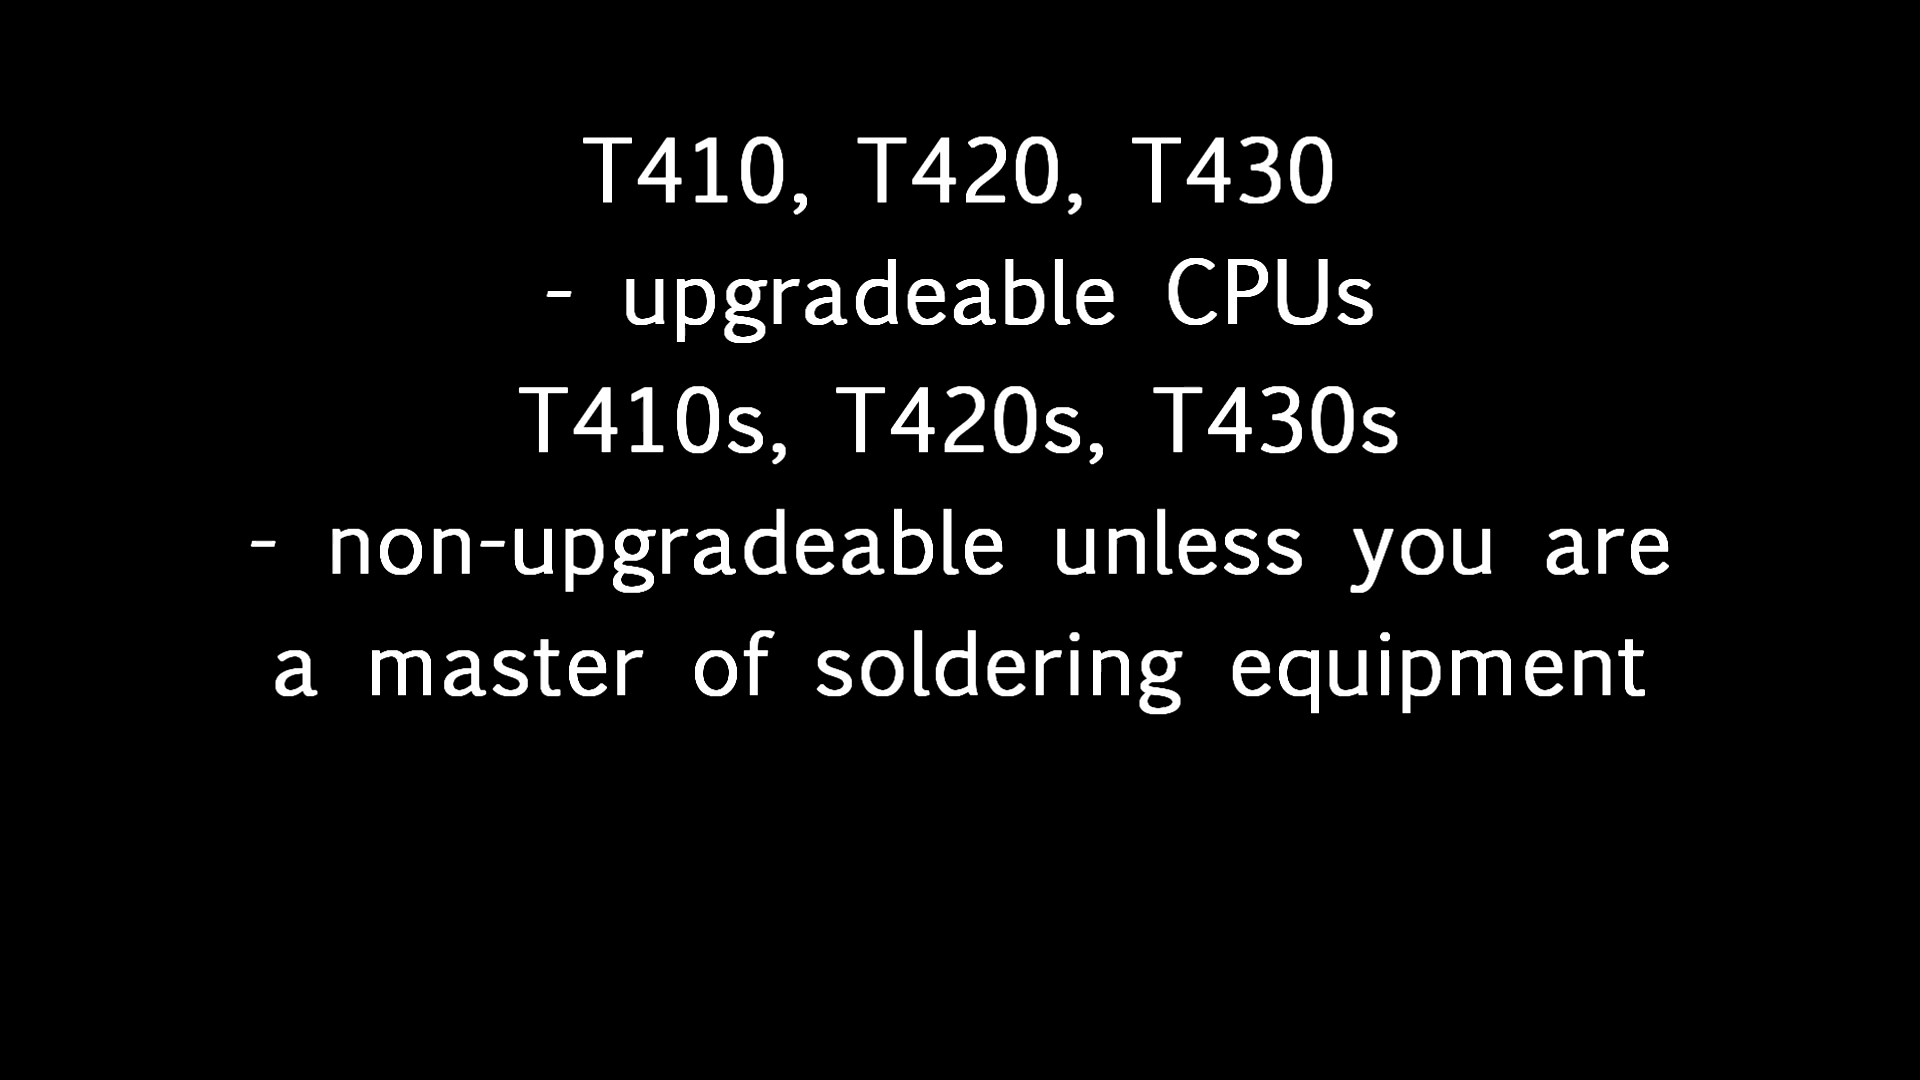 T410, T420, T430
- upgradeable CPUs
T410s, T420s, T430s
- non-upgradeable unless you are
a master of soldering equipment